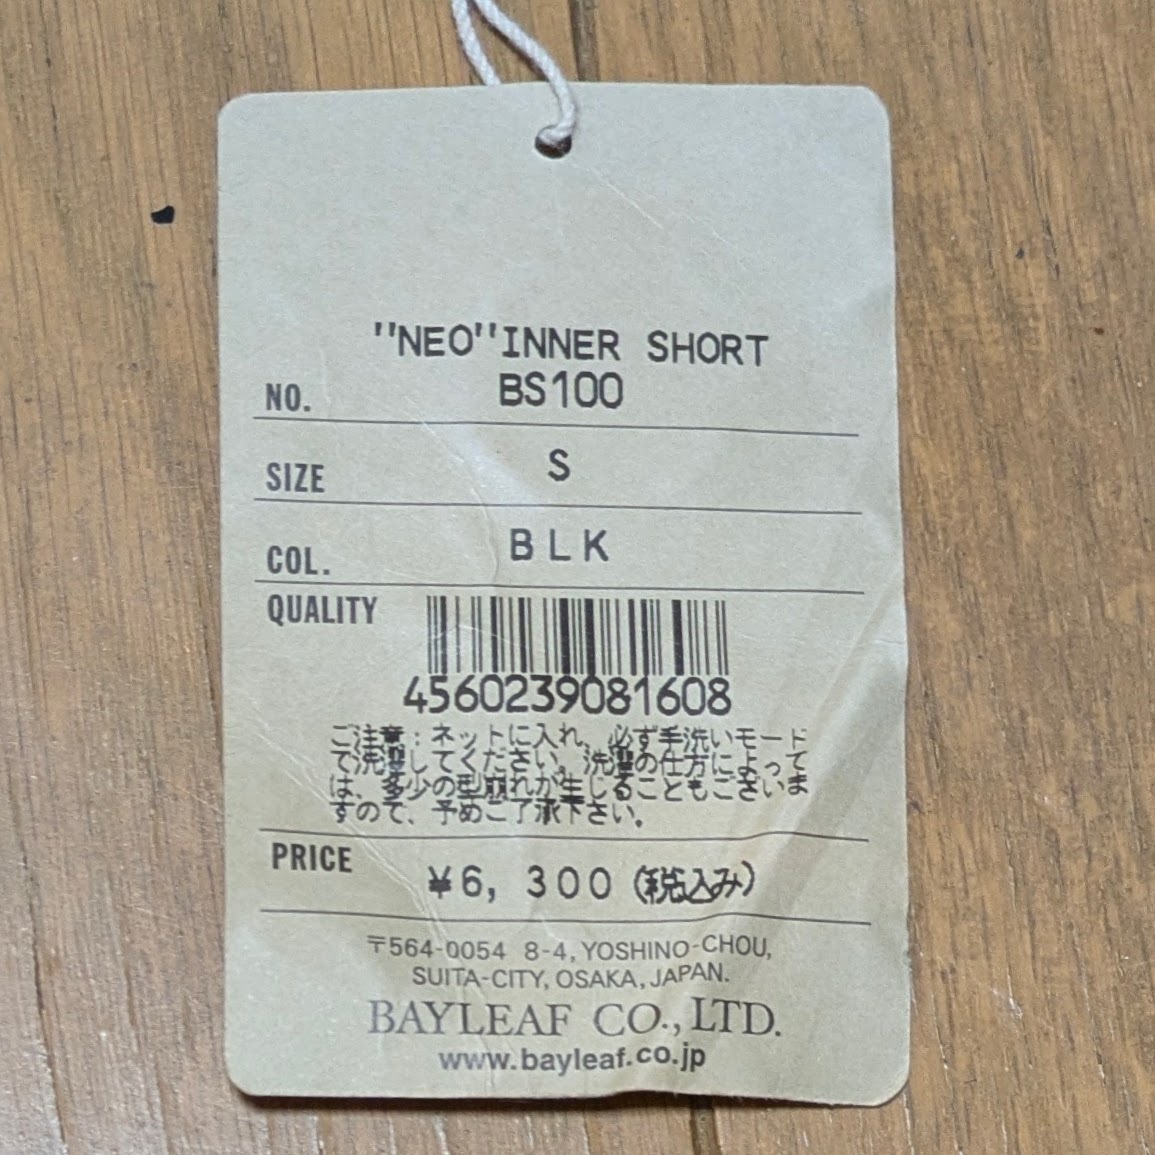 "NEO"INNER SHORT
NO. BS100
SIZE S
COL. BLK
QUALITY
4560239081608
ご注意:ネットに入れ、必ず手洗いモード
で洗濯してください。洗濯の仕方によって
は、多少の型崩れが生じることもございま
すので、予めご了承下さい。
PRICE ¥6, 300(税込み)
〒564-0054 8-4, YOSHINO-CHOU,
SUITA-CITY, OSAKA, JAPAN.
BAYLEAF CO., LTD.
www.bayleaf.co.jp